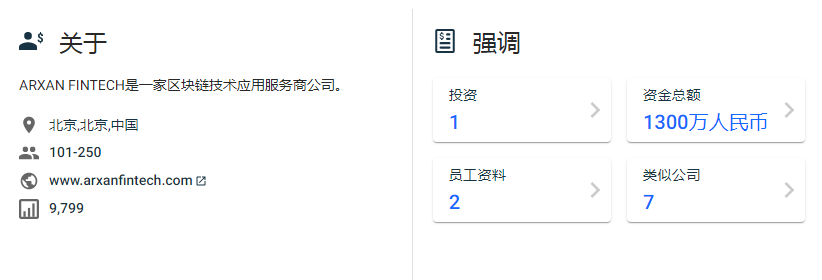 关于
ARXAN FINTECH是一家区块链技术应用服务商公司。
北京,北京,中国
101-250
www.arxanfintech.com
9,799
强调
投资
1
资金总额
1300万人民币
员工资料
2
类似公司
7